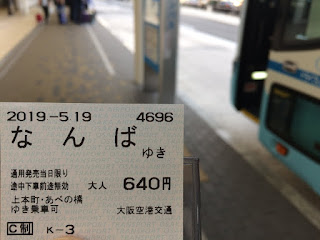 2019-5.19 4696
なんば
ゆき
通用発売当日限り
途中下車前途無効 大人 640円
上本町・あべの橋
ゆき乗車可 大阪空港交通
C制 K-3